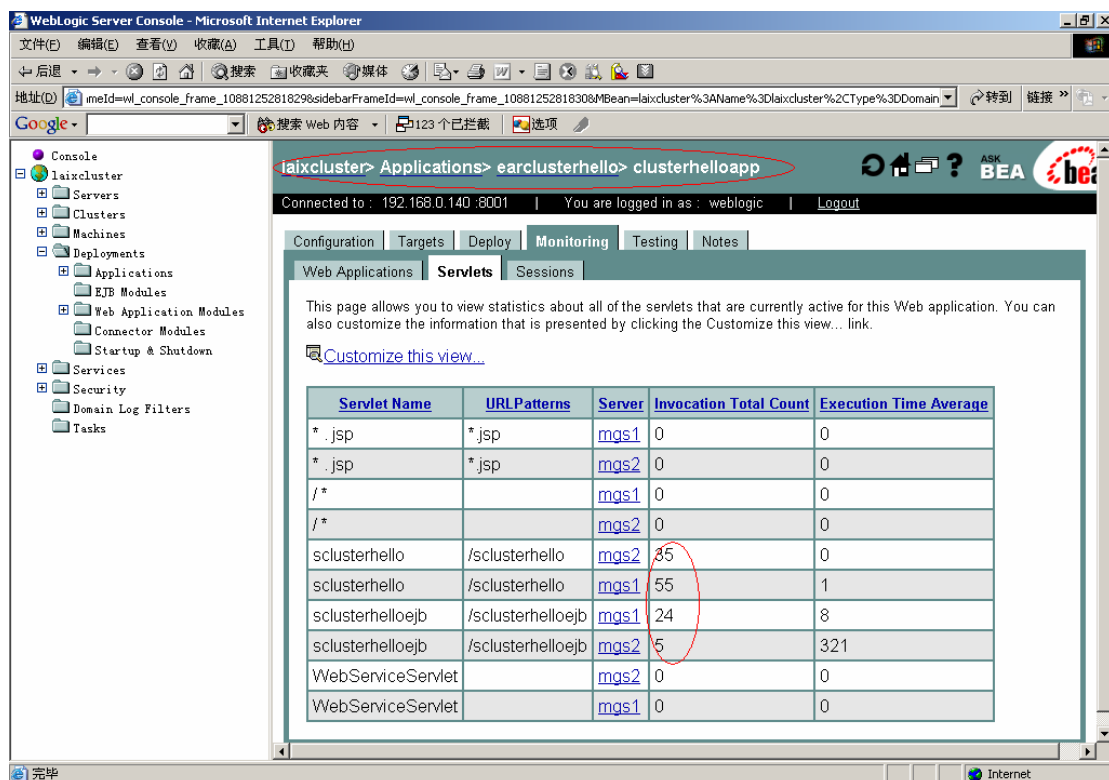 WebLogic Server Console - Microsoft Internet Explorer
文件(F) 编辑(E) 查看(V) 收藏(A) 工具(T) 帮助(H)
后退 搜索 收藏夹 媒体
地址(D) imeId=wl_console_frame_1088125281829&sidebarFrameId=wl_console_frame_1088125281830&MBean=laixcluster%3AName%3Dlaixcluster%2CType%3DDomain 转到 链接 »
Google 搜索 Web 内容 123 个已拦截 选项
Console
laixcluster
Servers
Clusters
Machines
Deployments
Applications
EJB Modules
Web Application Modules
Connector Modules
Startup & Shutdown
Services
Security
Domain Log Filters
Tasks
laixcluster> Applications> earclusterhello> clusterhelloapp ? ASK BEA bea
Connected to : 192.168.0.140 :8001 | You are logged in as : weblogic | Logout
Configuration Targets Deploy Monitoring Testing Notes
Web Applications Servlets Sessions
This page allows you to view statistics about all of the servlets that are currently active for this Web application. You can
also customize the information that is presented by clicking the Customize this view... link.
Customize this view...
Servlet Name URLPatterns Server Invocation Total Count Execution Time Average
* .jsp *.jsp mgs1 0 0
* .jsp *.jsp mgs2 0 0
/ * mgs1 0 0
/ * mgs2 0 0
sclusterhello /sclusterhello mgs2 35 0
sclusterhello /sclusterhello mgs1 55 1
sclusterhelloejb /sclusterhelloejb mgs1 24 8
sclusterhelloejb /sclusterhelloejb mgs2 5 321
WebServiceServlet mgs2 0 0
WebServiceServlet mgs1 0 0
完毕 Internet